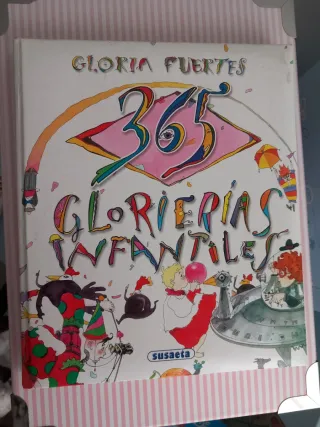 GLORIA FUERTES
365
GLORIERÍAS
INFANTILES
susaeta